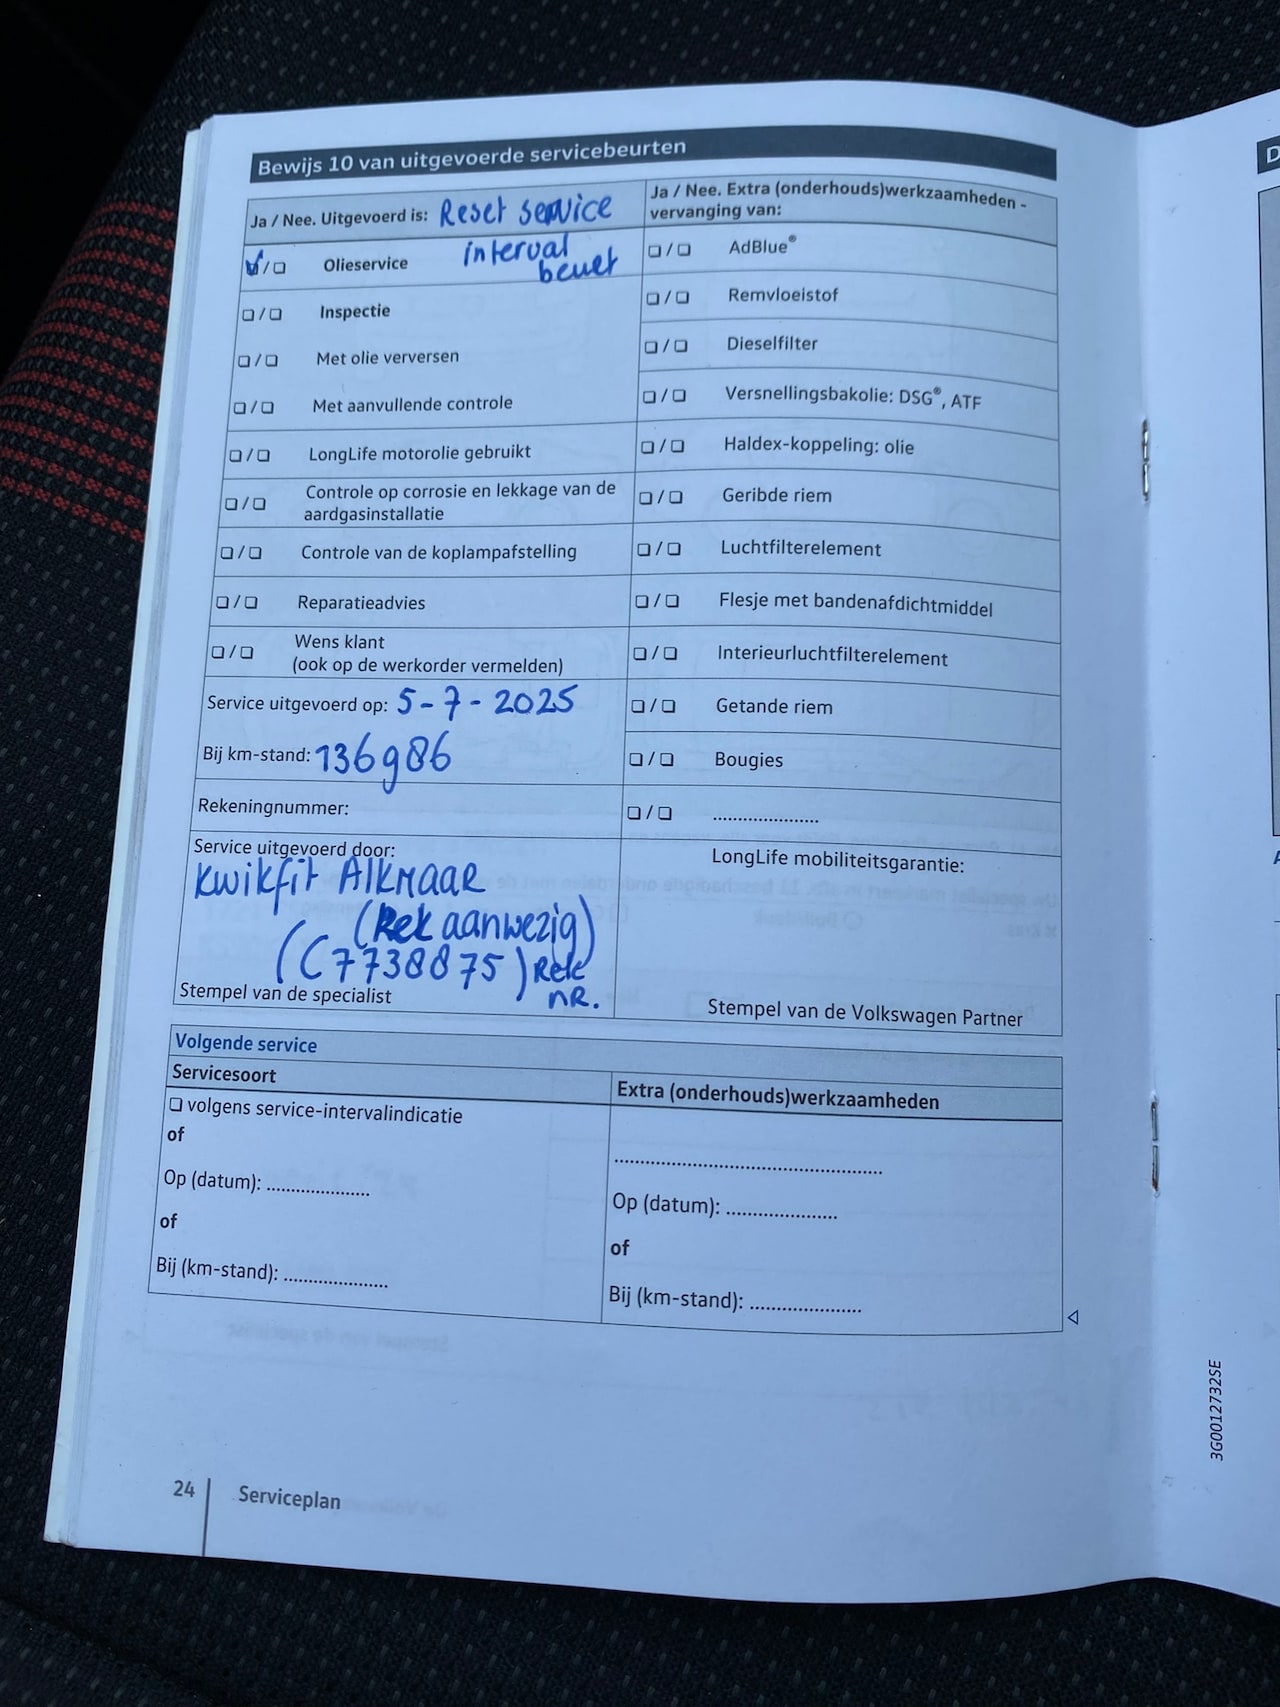 Bewijs 10 van uitgevoerde servicebeurten
Ja / Nee. Uitgevoerd is: Reset service
interval
beurt
☑/❏ Olieservice
❏/❏ Inspectie
❏/❏ Met olie verversen
❏/❏ Met aanvullende controle
❏/❏ LongLife motorolie gebruikt
❏/❏ Controle op corrosie en lekkage van de
aardgasinstallatie
❏/❏ Controle van de koplampafstelling
❏/❏ Reparatieadvies
❏/❏ Wens klant
(ook op de werkorder vermelden)
Service uitgevoerd op: 5-7-2025
Bij km-stand: 136986
Rekeningnummer:
Service uitgevoerd door:
Kwikfit Alkmaar
(Rek aanwezig)
(C7738875) Rek
nr.
Stempel van de specialist
Ja / Nee. Extra (onderhouds)werkzaamheden -
vervanging van:
❏/❏ AdBlue®
❏/❏ Remvloeistof
❏/❏ Dieselfilter
❏/❏ Versnellingsbakolie: DSG®, ATF
❏/❏ Haldex-koppeling: olie
❏/❏ Geribde riem
❏/❏ Luchtfilterelement
❏/❏ Flesje met bandenafdichtmiddel
❏/❏ Interieurluchtfilterelement
❏/❏ Getande riem
❏/❏ Bougies
❏/❏ ....................
LongLife mobiliteitsgarantie:
Stempel van de Volkswagen Partner
Volgende service
Servicesoort
❏ volgens service-intervalindicatie
of
Op (datum): ....................
of
Bij (km-stand): ....................
Extra (onderhouds)werkzaamheden
..................................................
Op (datum): .....................
of
Bij (km-stand): .....................
24 Serviceplan
3G0012732SE
D